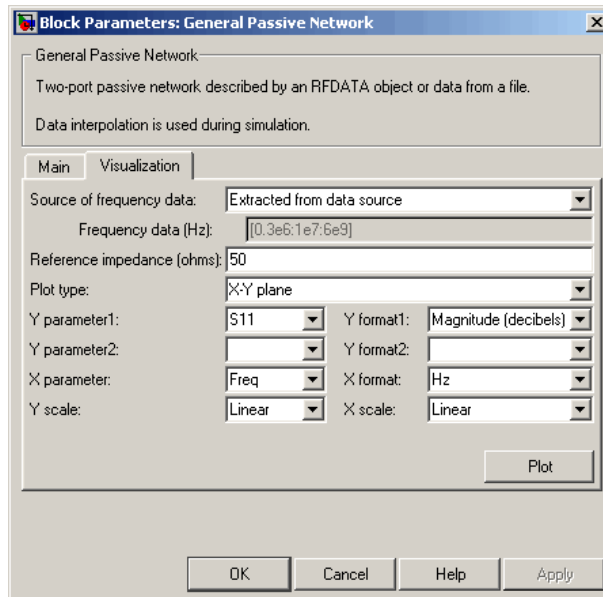 Block Parameters: General Passive Network
General Passive Network
Two-port passive network described by an RFDATA object or data from a file.
Data interpolation is used during simulation.
Main Visualization
Source of frequency data: Extracted from data source
Frequency data (Hz): [0.3e6:1e7:6e9]
Reference impedance (ohms): 50
Plot type: X-Y plane
Y parameter1: S11 Y format1: Magnitude (decibels)
Y parameter2: Y format2:
X parameter: Freq X format: Hz
Y scale: Linear X scale: Linear
Plot
OK Cancel Help Apply